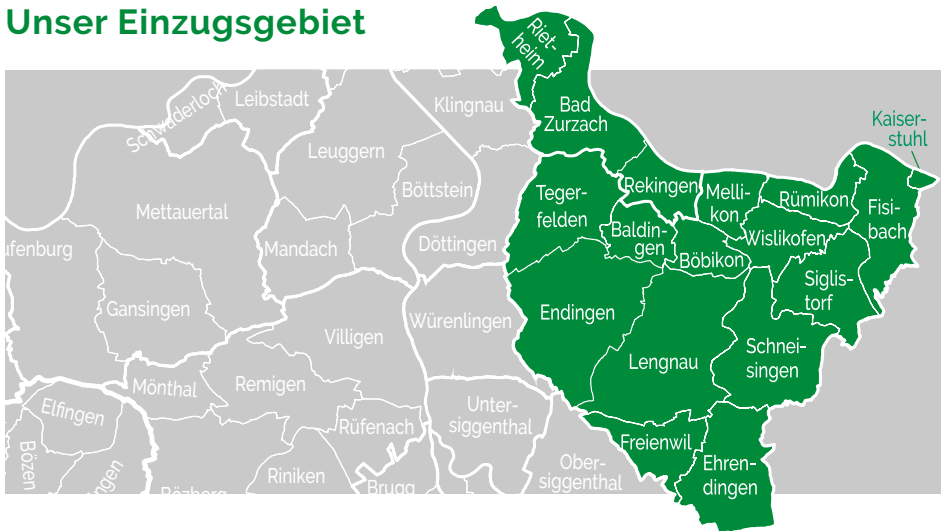 Unser Einzugsgebiet
Riet-
heim
Schwaderloch
Leibstadt
Klingnau
Bad
Zurzach
Kaiser-
stuhl
Leuggern
Böttstein
Teger-
felden
Rekingen
Melli-
kon
Rümikon
Fisi-
bach
Mettauertal
Mandach
Döttingen
Baldin-
gen
Böbikon
Wislikofen
ufenburg
Siglis-
torf
Gansingen
Villigen
Würenlingen
Endingen
Lengnau
Schnei-
singen
Mönthal
Remigen
Elfingen
Rüfenach
Unter-
siggenthal
Freienwil
Bözen
ingen
Riniken
Brugg
Ober-
siggenthal
Ehren-
dingen
Bözberg